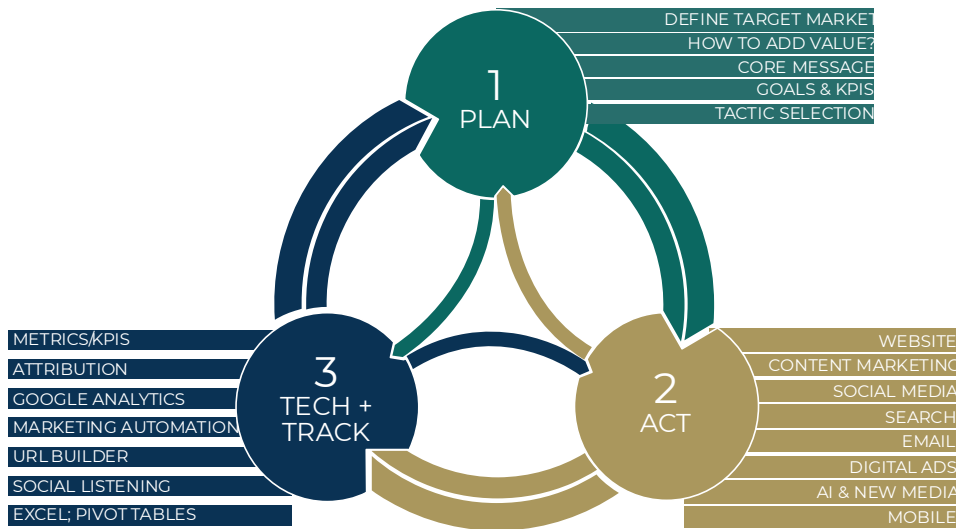 DEFINE TARGET MARKET
HOW TO ADD VALUE?
CORE MESSAGE
GOALS & KPIS
TACTIC SELECTION
1
PLAN
METRICS/KPIS
ATTRIBUTION
GOOGLE ANALYTICS
MARKETING AUTOMATION
URL BUILDER
SOCIAL LISTENING
EXCEL; PIVOT TABLES
3
TECH +
TRACK
2
ACT
WEBSITE
CONTENT MARKETING
SOCIAL MEDIA
SEARCH
EMAIL
DIGITAL ADS
AI & NEW MEDIA
MOBILE